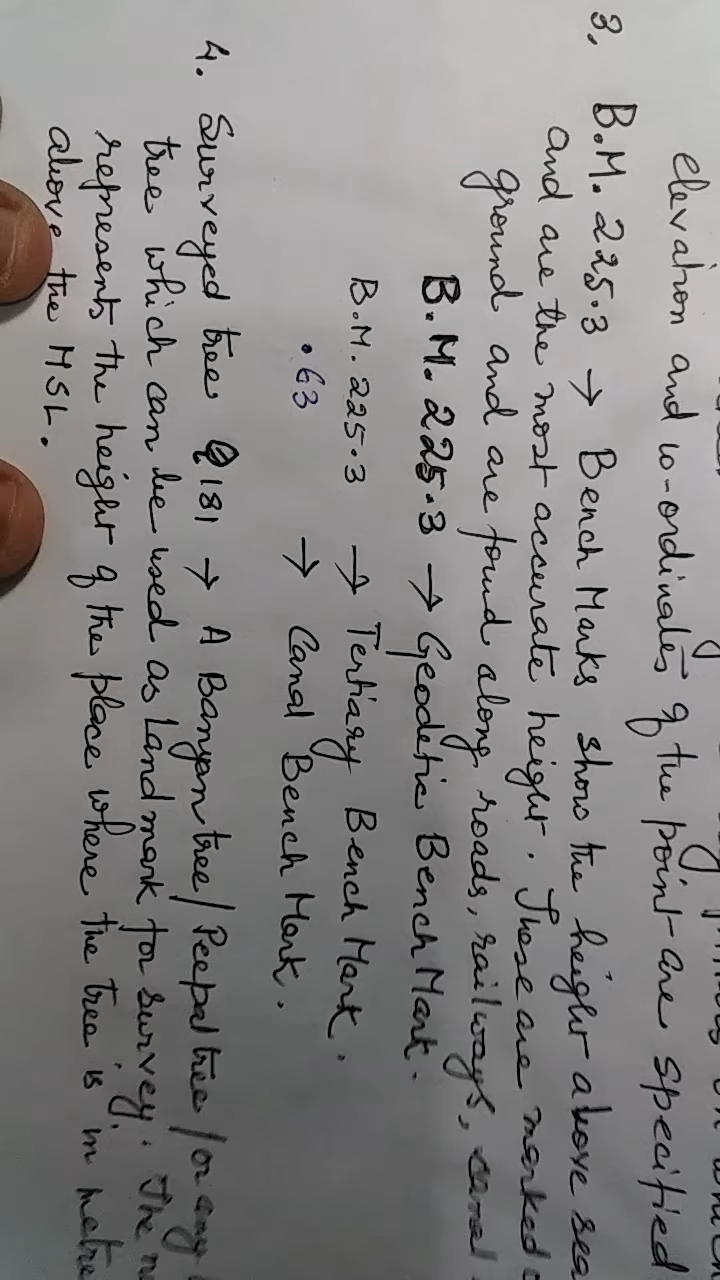 elevation and co-ordinates of the point are specified
3. B.M. 225.3 → Bench Marks show the height above sea
and are the most accurate height. These are marked
ground and are found along roads, railways, canal
B.M. 225.3 → Geodetic Bench Mark.
B.M. 225.3 → Tertiary Bench Mark.
.63 → Canal Bench Mark.
4. Surveyed tree 181 → A Banyan tree/Peepal tree/or any
tree which can be used as Land mark for survey. The
represents the height of the place where the tree is in metre
above the MSL.